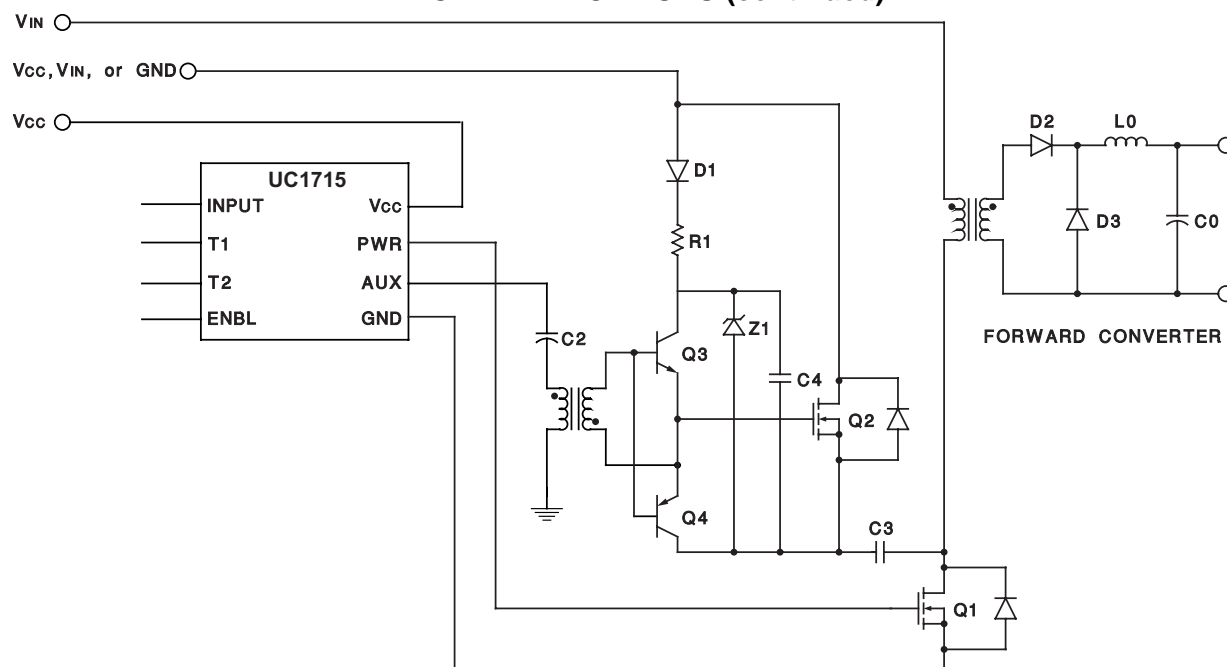 (continued)
VIN
VCC, VIN, or GND
VCC
UC1715
INPUT
VCC
T1
PWR
T2
AUX
ENBL
GND
D1
R1
C2
Q3
Z1
C4
Q2
Q4
C3
Q1
D2
L0
D3
C0
FORWARD CONVERTER